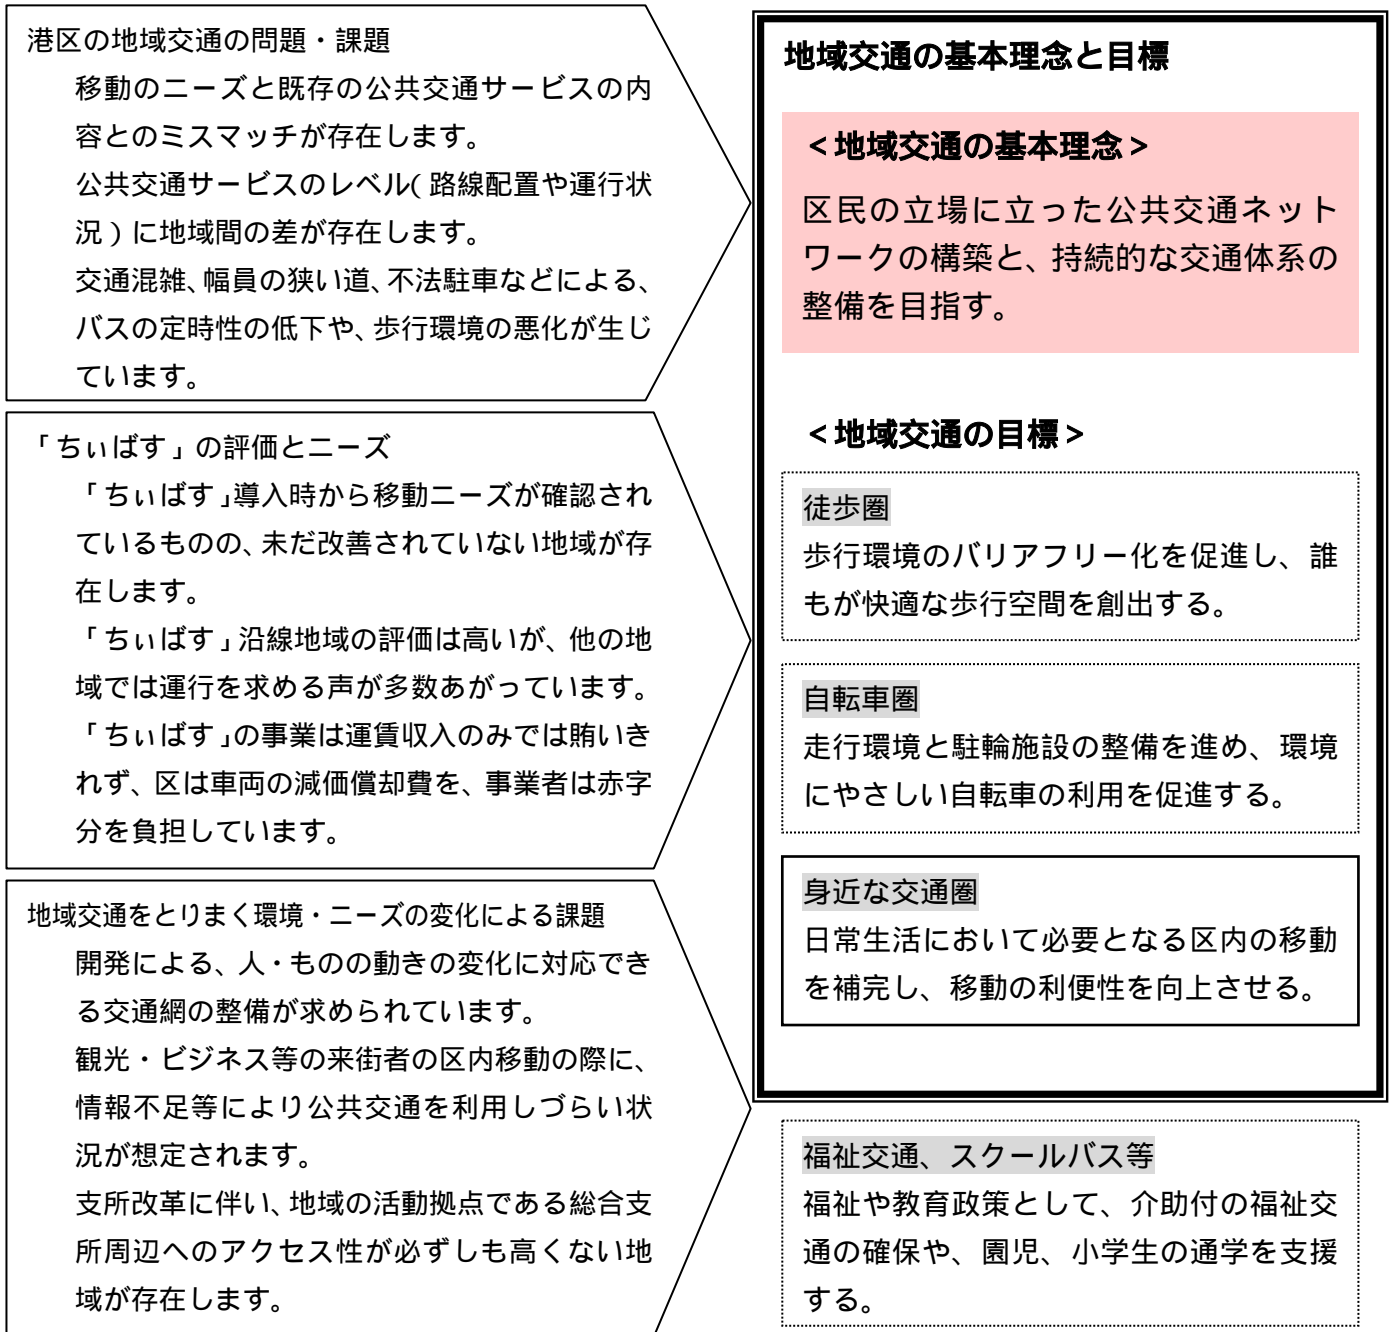 港区の地域交通の問題・課題
移動のニーズと既存の公共交通サービスの内
容とのミスマッチが存在します。
公共交通サービスのレベル（路線配置や運行状
況）に地域間の差が存在します。
交通混雑、幅員の狭い道、不法駐車などによる、
バスの定時性の低下や、歩行環境の悪化が生じ
ています。
「ちぃばす」の評価とニーズ
「ちぃばす」導入時から移動ニーズが確認され
ているものの、未だ改善されていない地域が存
在します。
「ちぃばす」沿線地域の評価は高いが、他の地
域では運行を求める声が多数あがっています。
「ちぃばす」の事業は運賃収入のみでは賄いき
れず、区は車両の減価償却費を、事業者は赤字
分を負担しています。
地域交通をとりまく環境・ニーズの変化による課題
開発による、人・ものの動きの変化に対応でき
る交通網の整備が求められています。
観光・ビジネス等の来街者の区内移動の際に、
情報不足等により公共交通を利用しづらい状
況が想定されます。
支所改革に伴い、地域の活動拠点である総合支
所周辺へのアクセス性が必ずしも高くない地
域が存在します。
地域交通の基本理念と目標
＜地域交通の基本理念＞
区民の立場に立った公共交通ネット
ワークの構築と、持続的な交通体系の
整備を目指す。
＜地域交通の目標＞
徒歩圏
歩行環境のバリアフリー化を促進し、誰
もが快適な歩行空間を創出する。
自転車圏
走行環境と駐輪施設の整備を進め、環境
にやさしい自転車の利用を促進する。
身近な交通圏
日常生活において必要となる区内の移動
を補完し、移動の利便性を向上させる。
福祉交通、スクールバス等
福祉や教育政策として、介助付の福祉交
通の確保や、園児、小学生の通学を支援
する。